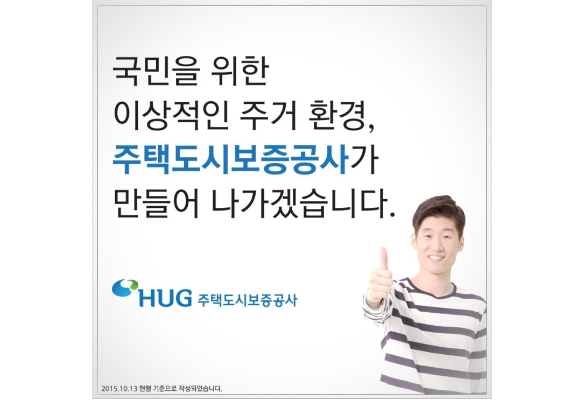 국민을 위한
이상적인 주거 환경,
주택도시보증공사가
만들어 나가겠습니다.
HUG 주택도시보증공사
2015.10.13 현행 기준으로 작성되었습니다.